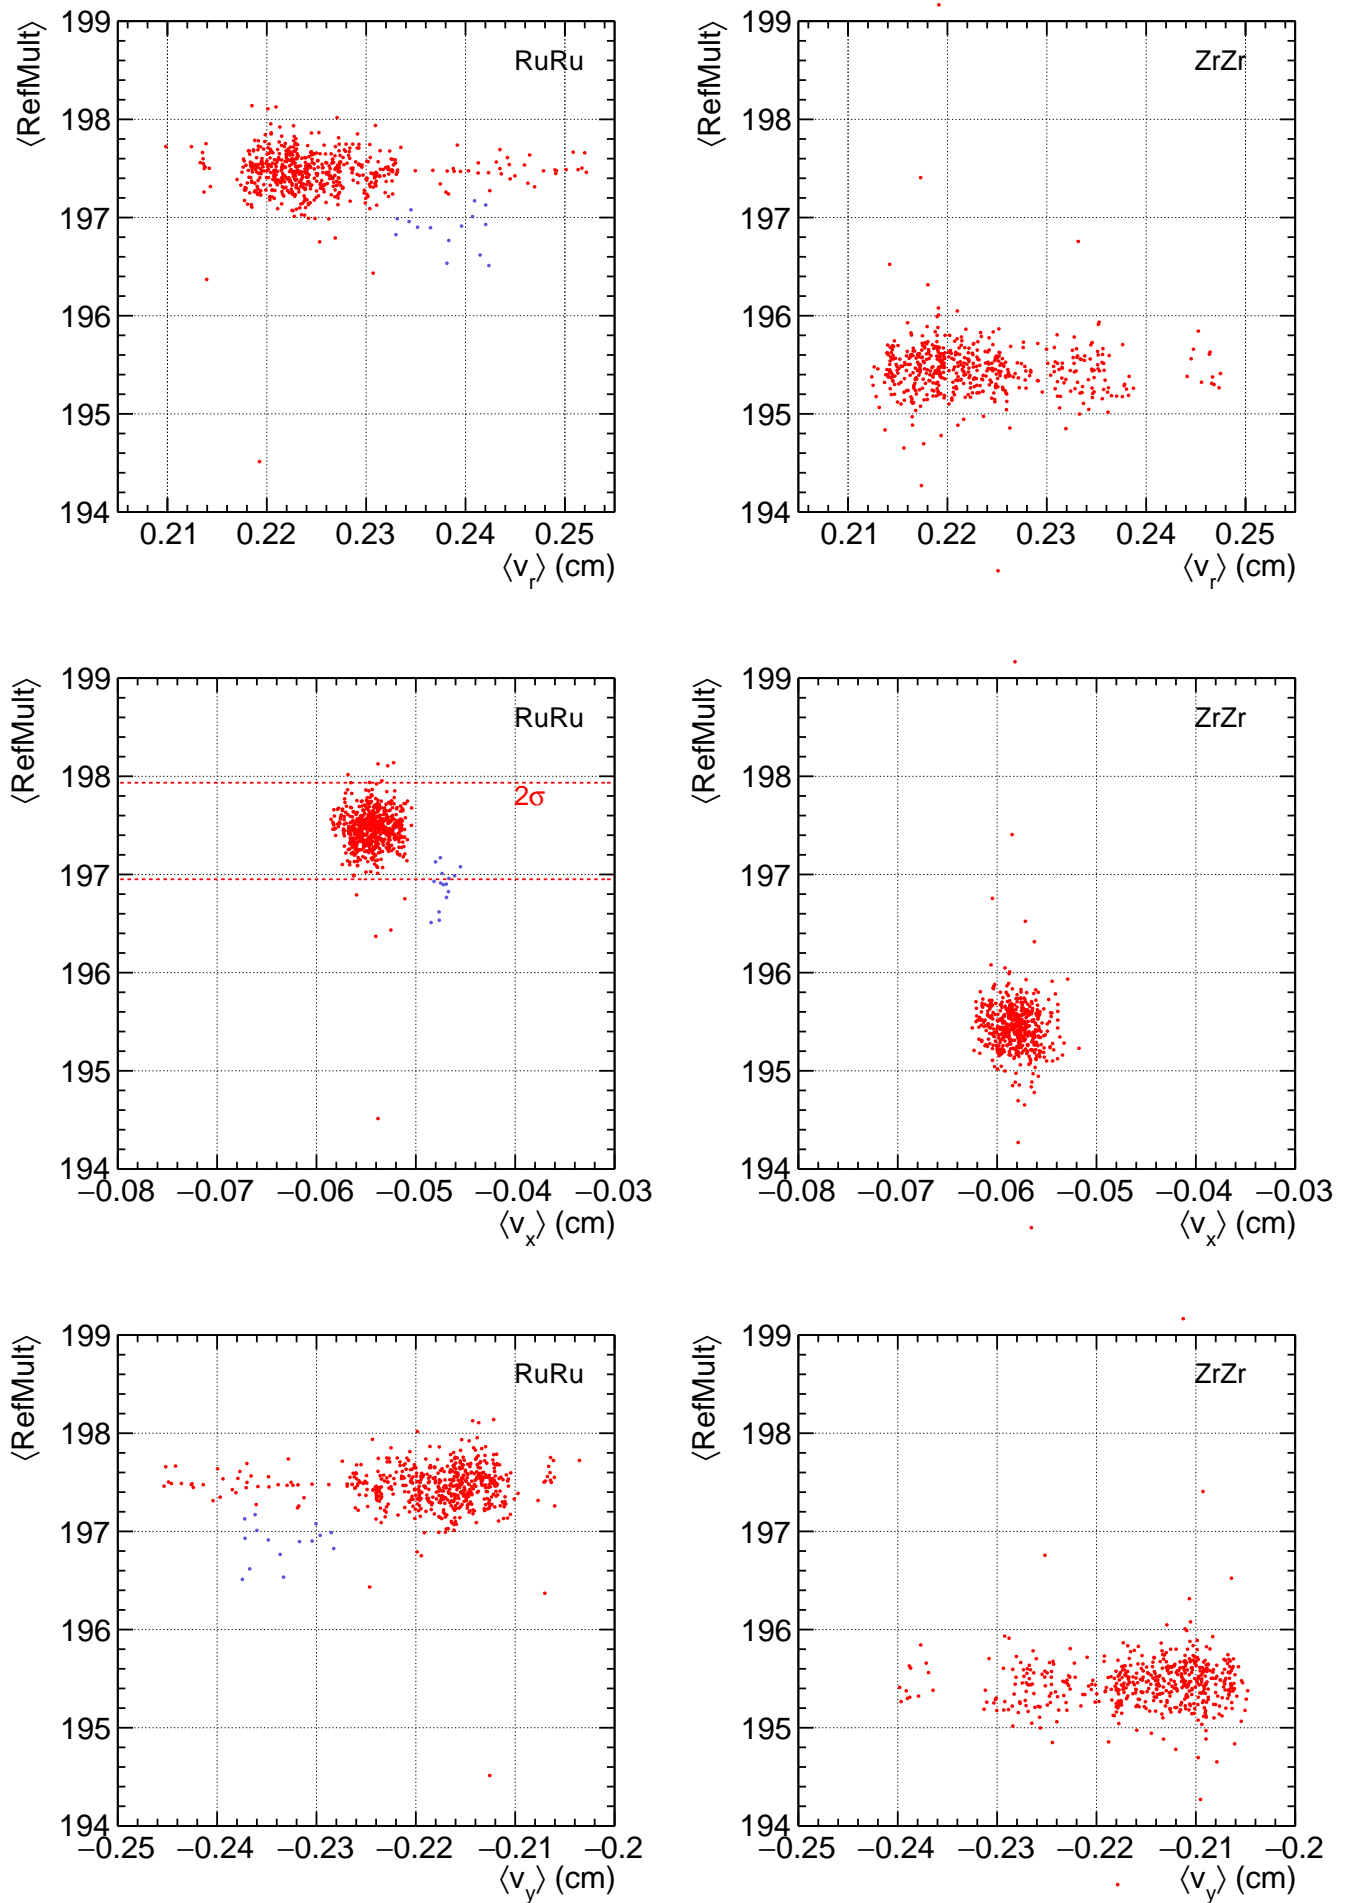 ⟨RefMult⟩
RuRu
199
198
197
196
195
194
0.21 0.22 0.23 0.24 0.25
⟨v_r⟩ (cm)
⟨RefMult⟩
ZrZr
199
198
197
196
195
194
0.21 0.22 0.23 0.24 0.25
⟨v_r⟩ (cm)
⟨RefMult⟩
RuRu
2σ
199
198
197
196
195
194
−0.08 −0.07 −0.06 −0.05 −0.04 −0.03
⟨v_x⟩ (cm)
⟨RefMult⟩
ZrZr
199
198
197
196
195
194
−0.08 −0.07 −0.06 −0.05 −0.04 −0.03
⟨v_x⟩ (cm)
⟨RefMult⟩
RuRu
199
198
197
196
195
194
−0.25 −0.24 −0.23 −0.22 −0.21 −0.2
⟨v_y⟩ (cm)
⟨RefMult⟩
ZrZr
199
198
197
196
195
194
−0.25 −0.24 −0.23 −0.22 −0.21 −0.2
⟨v_y⟩ (cm)